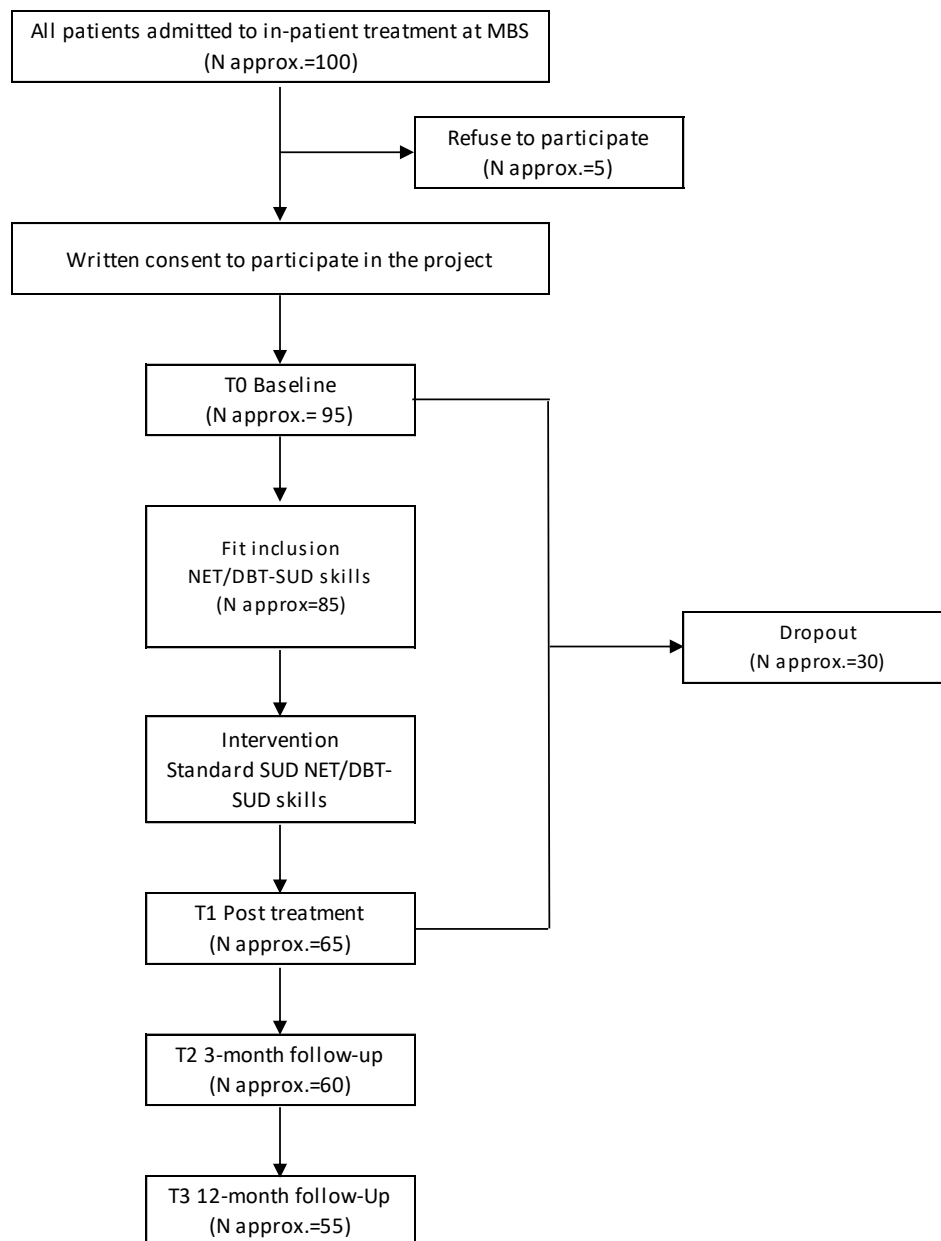 All patients admitted to in-patient treatment at MBS
(N approx.=100)
Refuse to participate
(N approx.=5)
Written consent to participate in the project
T0 Baseline
(N approx.= 95)
Fit inclusion
NET/DBT-SUD skills
(N approx=85)
Dropout
(N approx.=30)
Intervention
Standard SUD NET/DBT-
SUD skills
T1 Post treatment
(N approx.=65)
T2 3-month follow-up
(N approx.=60)
T3 12-month follow-Up
(N approx.=55)